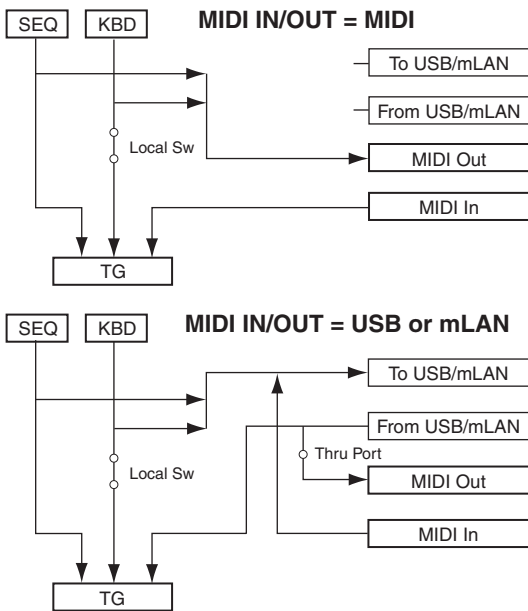 SEQ KBD MIDI IN/OUT = MIDI
To USB/mLAN
From USB/mLAN
Local Sw
MIDI Out
MIDI In
TG
SEQ KBD MIDI IN/OUT = USB or mLAN
To USB/mLAN
From USB/mLAN
Thru Port
Local Sw
MIDI Out
MIDI In
TG